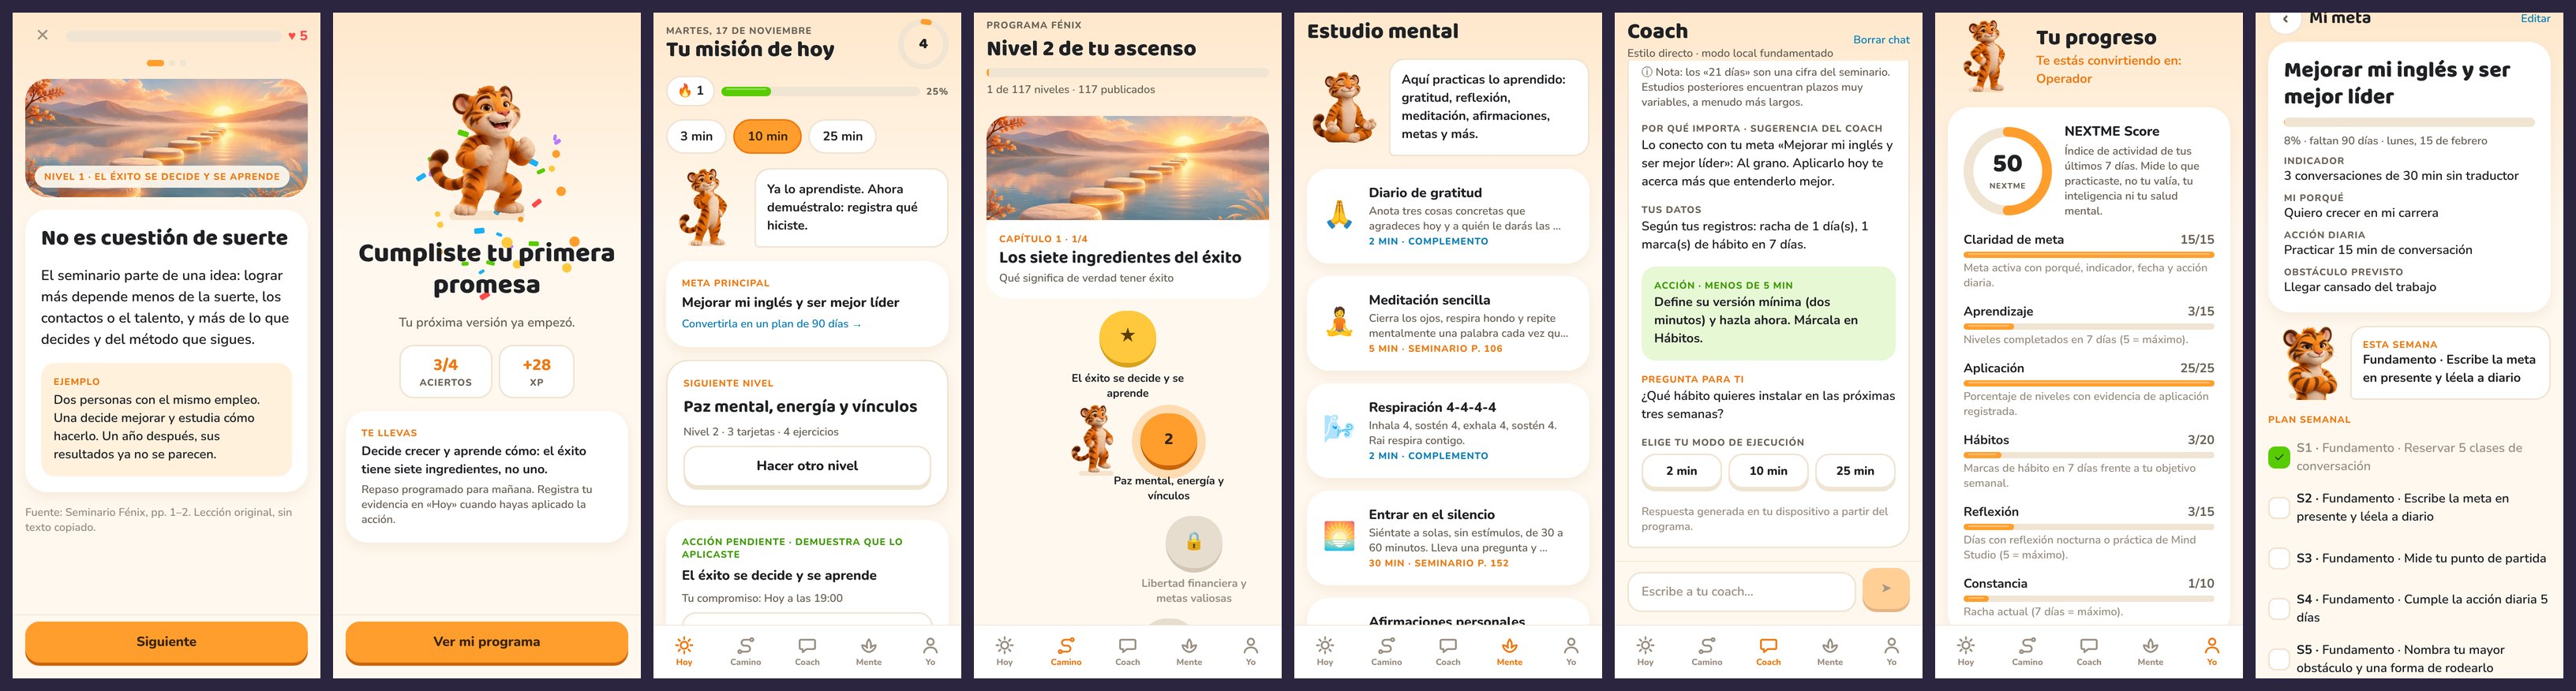 ✕ ♥ 5
NIVEL 1 · EL ÉXITO SE DECIDE Y SE APRENDE
No es cuestión de suerte
El seminario parte de una idea: lograr
más depende menos de la suerte, los
contactos o el talento, y más de lo que
decides y del método que sigues.
EJEMPLO
Dos personas con el mismo empleo.
Una decide mejorar y estudia cómo
hacerlo. Un año después, sus
resultados ya no se parecen.
Fuente: Seminario Fénix, pp. 1–2. Lección original, sin
texto copiado.
Siguiente
Cumpliste tu primera
promesa
Tu próxima versión ya empezó.
3/4
ACIERTOS
+28
XP
TE LLEVAS
Decide crecer y aprende cómo: el éxito
tiene siete ingredientes, no uno.
Repaso programado para mañana. Registra tu
evidencia en «Hoy» cuando hayas aplicado la
acción.
Ver mi programa
MARTES, 17 DE NOVIEMBRE
Tu misión de hoy
4
🔥 1
25%
3 min
10 min
25 min
Ya lo aprendiste. Ahora
demuéstralo: registra qué
hiciste.
META PRINCIPAL
Mejorar mi inglés y ser mejor líder
Convertirla en un plan de 90 días →
SIGUIENTE NIVEL
Paz mental, energía y vínculos
Nivel 2 · 3 tarjetas · 4 ejercicios
Hacer otro nivel
ACCIÓN PENDIENTE · DEMUESTRA QUE LO
APLICASTE
El éxito se decide y se aprende
Tu compromiso: Hoy a las 19:00
Hoy
Camino
Coach
Mente
Yo
PROGRAMA FÉNIX
Nivel 2 de tu ascenso
1 de 117 niveles · 117 publicados
CAPÍTULO 1 · 1/4
Los siete ingredientes del éxito
Qué significa de verdad tener éxito
★
El éxito se decide y se
aprende
2
Paz mental, energía y
vínculos
Libertad financiera y
metas valiosas
Hoy
Camino
Coach
Mente
Yo
Estudio mental
Aquí practicas lo aprendido:
gratitud, reflexión,
meditación, afirmaciones,
metas y más.
Diario de gratitud
Anota tres cosas concretas que
agradeces hoy y a quién le darás las ...
2 MIN · COMPLEMENTO
Meditación sencilla
Cierra los ojos, respira hondo y repite
mentalmente una palabra cada vez qu...
5 MIN · SEMINARIO P. 106
Respiración 4-4-4-4
Inhala 4, sostén 4, exhala 4, sostén 4.
Rai respira contigo.
2 MIN · COMPLEMENTO
Entrar en el silencio
Siéntate a solas, sin estímulos, de 30 a
60 minutos. Lleva una pregunta y ...
30 MIN · SEMINARIO P. 152
Afirmaciones personales
Hoy
Camino
Coach
Mente
Yo
Coach
Estilo directo · modo local fundamentado
Borrar chat
ⓘ Nota: los «21 días» son una cifra del seminario.
Estudios posteriores encuentran plazos muy
variables, a menudo más largos.
POR QUÉ IMPORTA · SUGERENCIA DEL COACH
Lo conecto con tu meta «Mejorar mi inglés y
ser mejor líder»: Al grano. Aplicarlo hoy te
acerca más que entenderlo mejor.
TUS DATOS
Según tus registros: racha de 1 día(s), 1
marca(s) de hábito en 7 días.
ACCIÓN · MENOS DE 5 MIN
Define su versión mínima (dos
minutos) y hazla ahora. Márcala en
Hábitos.
PREGUNTA PARA TI
¿Qué hábito quieres instalar en las próximas
tres semanas?
ELIGE TU MODO DE EJECUCIÓN
2 min
10 min
25 min
Respuesta generada en tu dispositivo a partir del
programa.
Escribe a tu coach...
Hoy
Camino
Coach
Mente
Yo
Tu progreso
Te estás convirtiendo en:
Operador
50
NEXTME
NEXTME Score
Índice de actividad de tus
últimos 7 días. Mide lo que
practicaste, no tu valía, tu
inteligencia ni tu salud
mental.
Claridad de meta 15/15
Meta activa con porqué, indicador, fecha y acción
diaria.
Aprendizaje 3/15
Niveles completados en 7 días (5 = máximo).
Aplicación 25/25
Porcentaje de niveles con evidencia de aplicación
registrada.
Hábitos 3/20
Marcas de hábito en 7 días frente a tu objetivo
semanal.
Reflexión 3/15
Días con reflexión nocturna o práctica de Mind
Studio (5 = máximo).
Constancia 1/10
Racha actual (7 días = máximo).
Hoy
Camino
Coach
Mente
Yo
‹ Mi meta Editar
Mejorar mi inglés y ser
mejor líder
8% · faltan 90 días · lunes, 15 de febrero
INDICADOR
3 conversaciones de 30 min sin traductor
MI PORQUÉ
Quiero crecer en mi carrera
ACCIÓN DIARIA
Practicar 15 min de conversación
OBSTÁCULO PREVISTO
Llegar cansado del trabajo
ESTA SEMANA
Fundamento · Escribe la meta
en presente y léela a diario
PLAN SEMANAL
S1 · Fundamento · Reservar 5 clases de
conversación
S2 · Fundamento · Escribe la meta en
presente y léela a diario
S3 · Fundamento · Mide tu punto de partida
S4 · Fundamento · Cumple la acción diaria 5
días
S5 · Fundamento · Nombra tu mayor
obstáculo y una forma de rodearlo